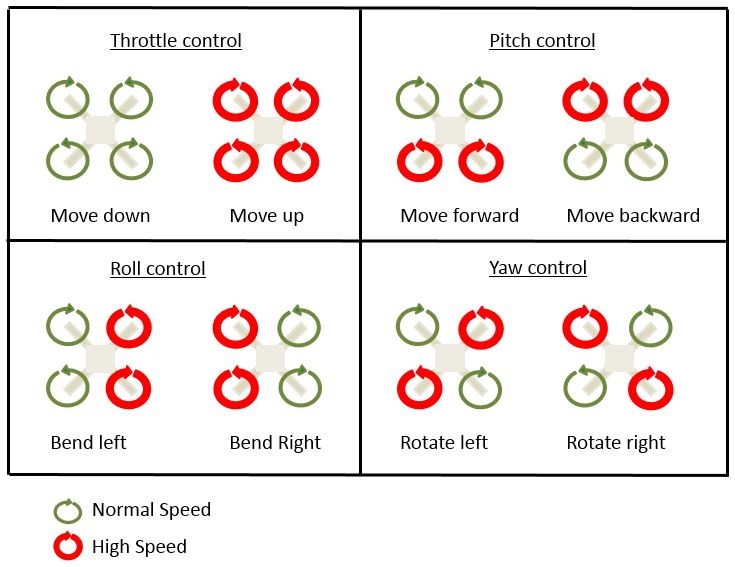 Throttle control
Pitch control
Move down
Move up
Move forward
Move backward
Roll control
Yaw control
Bend left
Bend Right
Rotate left
Rotate right
Normal Speed
High Speed